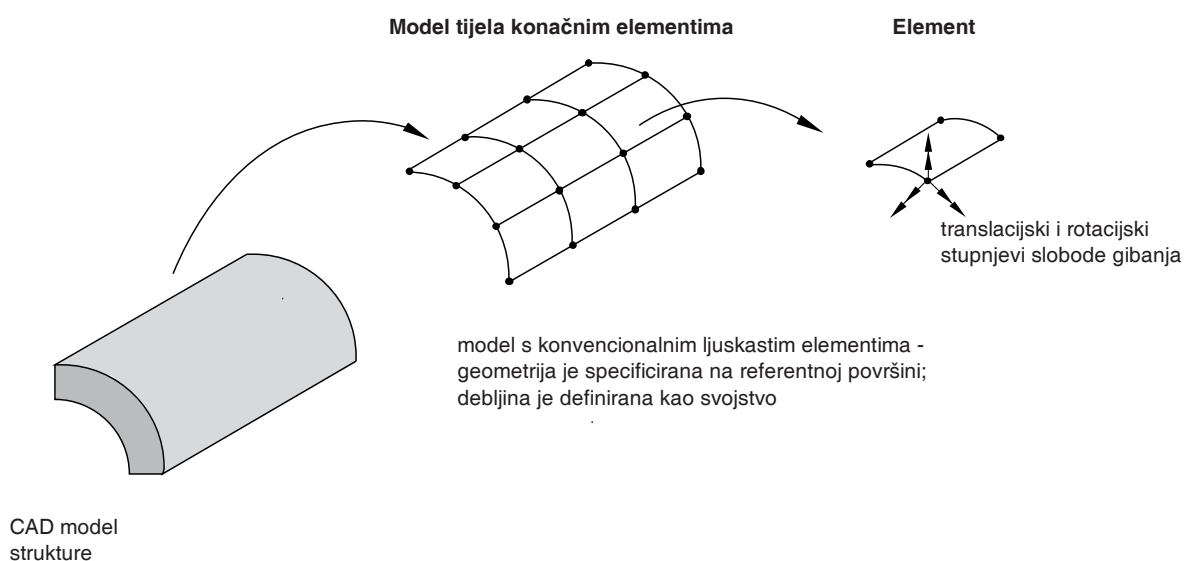 Model tijela konačnim elementima
Element
translacijski i rotacijski
stupnjevi slobode gibanja
model s konvencionalnim ljuskastim elementima -
geometrija je specificirana na referentnoj površini;
debljina je definirana kao svojstvo
CAD model
strukture